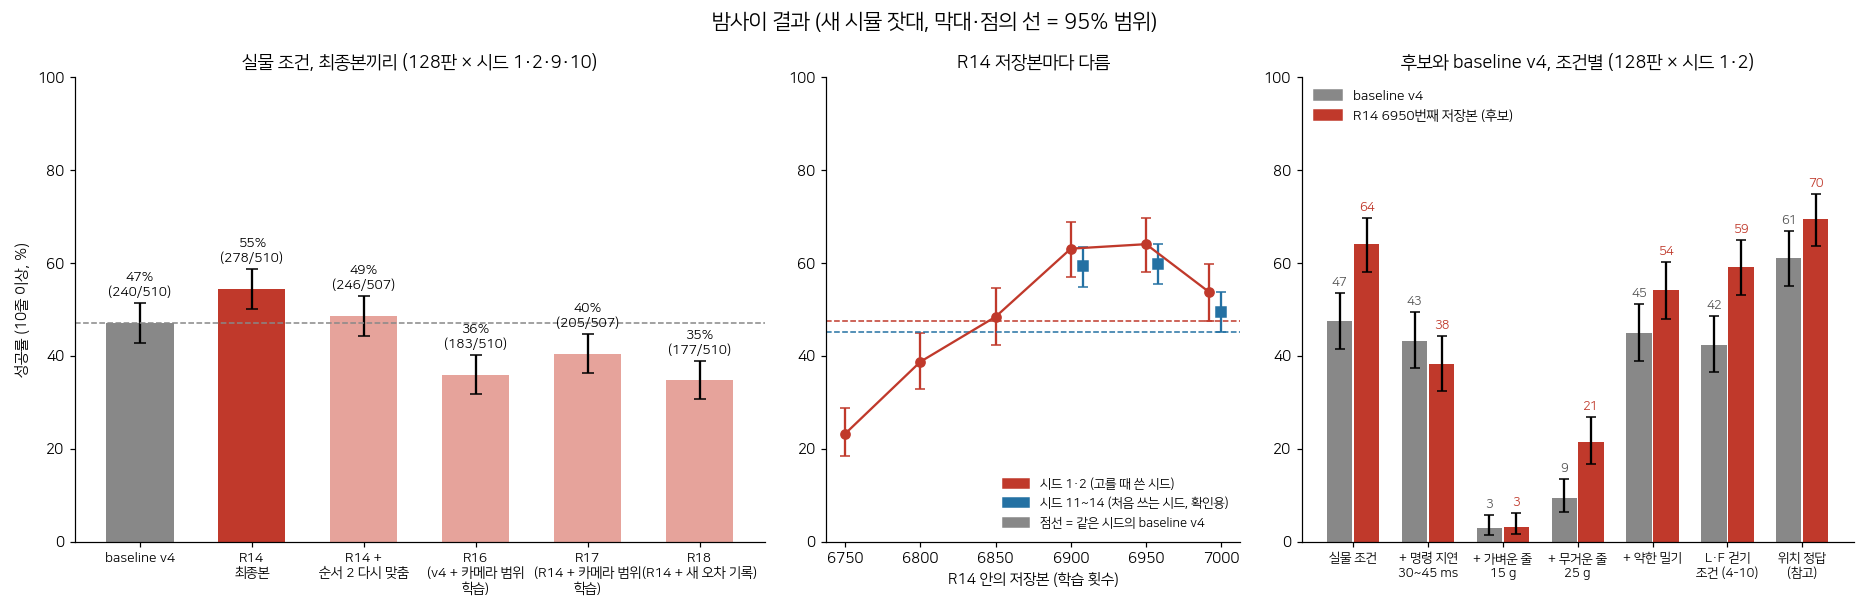 밤사이 결과 (새 시뮬 잣대, 막대·점의 선 = 95% 범위)
실물 조건, 최종본끼리 (128판 × 시드 1·2·9·10)
성공률 (10줄 이상, %)
100
80
60
40
20
0
47%
(240/510)
55%
(278/510)
49%
(246/507)
36%
(183/510)
40%
(205/507)
35%
(177/510)
baseline v4
R14
최종본
R14 +
순서 2 다시 맞춤
R16
(v4 + 카메라 범위
학습)
R17
(R14 + 카메라 범위
학습)
R18
(R14 + 새 오차 기록)
R14 저장본마다 다름
100
80
60
40
20
0
시드 1·2 (고를 때 쓴 시드)
시드 11~14 (처음 쓰는 시드, 확인용)
점선 = 같은 시드의 baseline v4
6750
6800
6850
6900
6950
7000
R14 안의 저장본 (학습 횟수)
후보와 baseline v4, 조건별 (128판 × 시드 1·2)
100
80
60
40
20
0
baseline v4
R14 6950번째 저장본 (후보)
47
64
43
38
3
3
9
21
45
54
42
59
61
70
실물 조건
+ 명령 지연
30~45 ms
+ 가벼운 줄
15 g
+ 무거운 줄
25 g
+ 약한 밀기
L·F 걷기
조건 (4-10)
위치 정답
(참고)